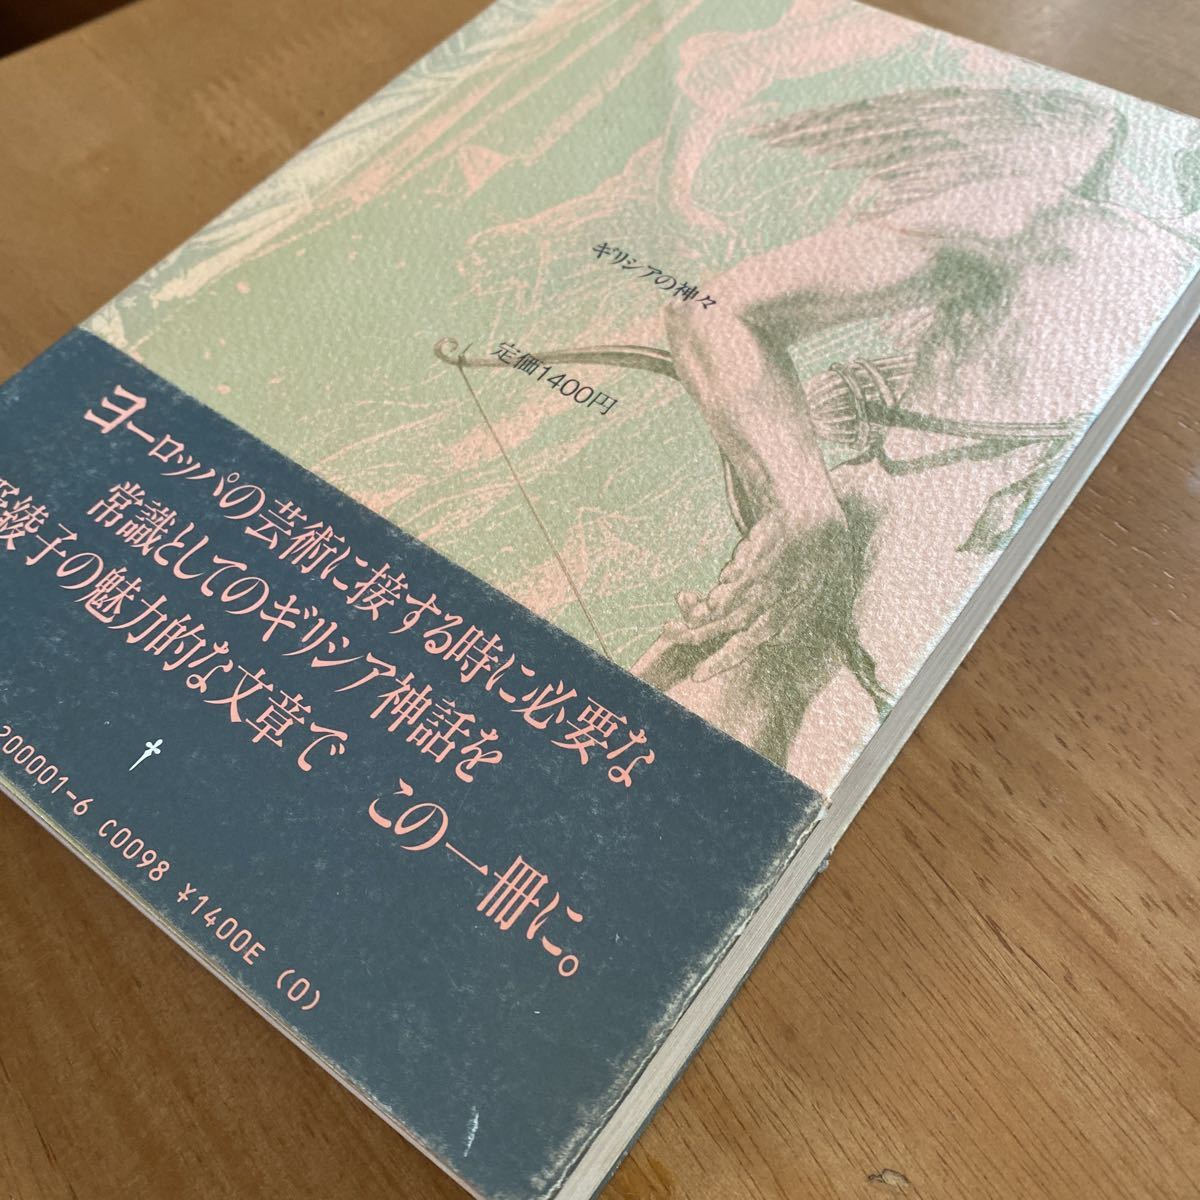 ギリシアの神々
定価1400円
ヨーロッパの芸術に接する時に必要な
常識としてのギリシア神話を
綾子の魅力的な文章で この一冊に。
200001-6 C0098 ¥1400E (0)